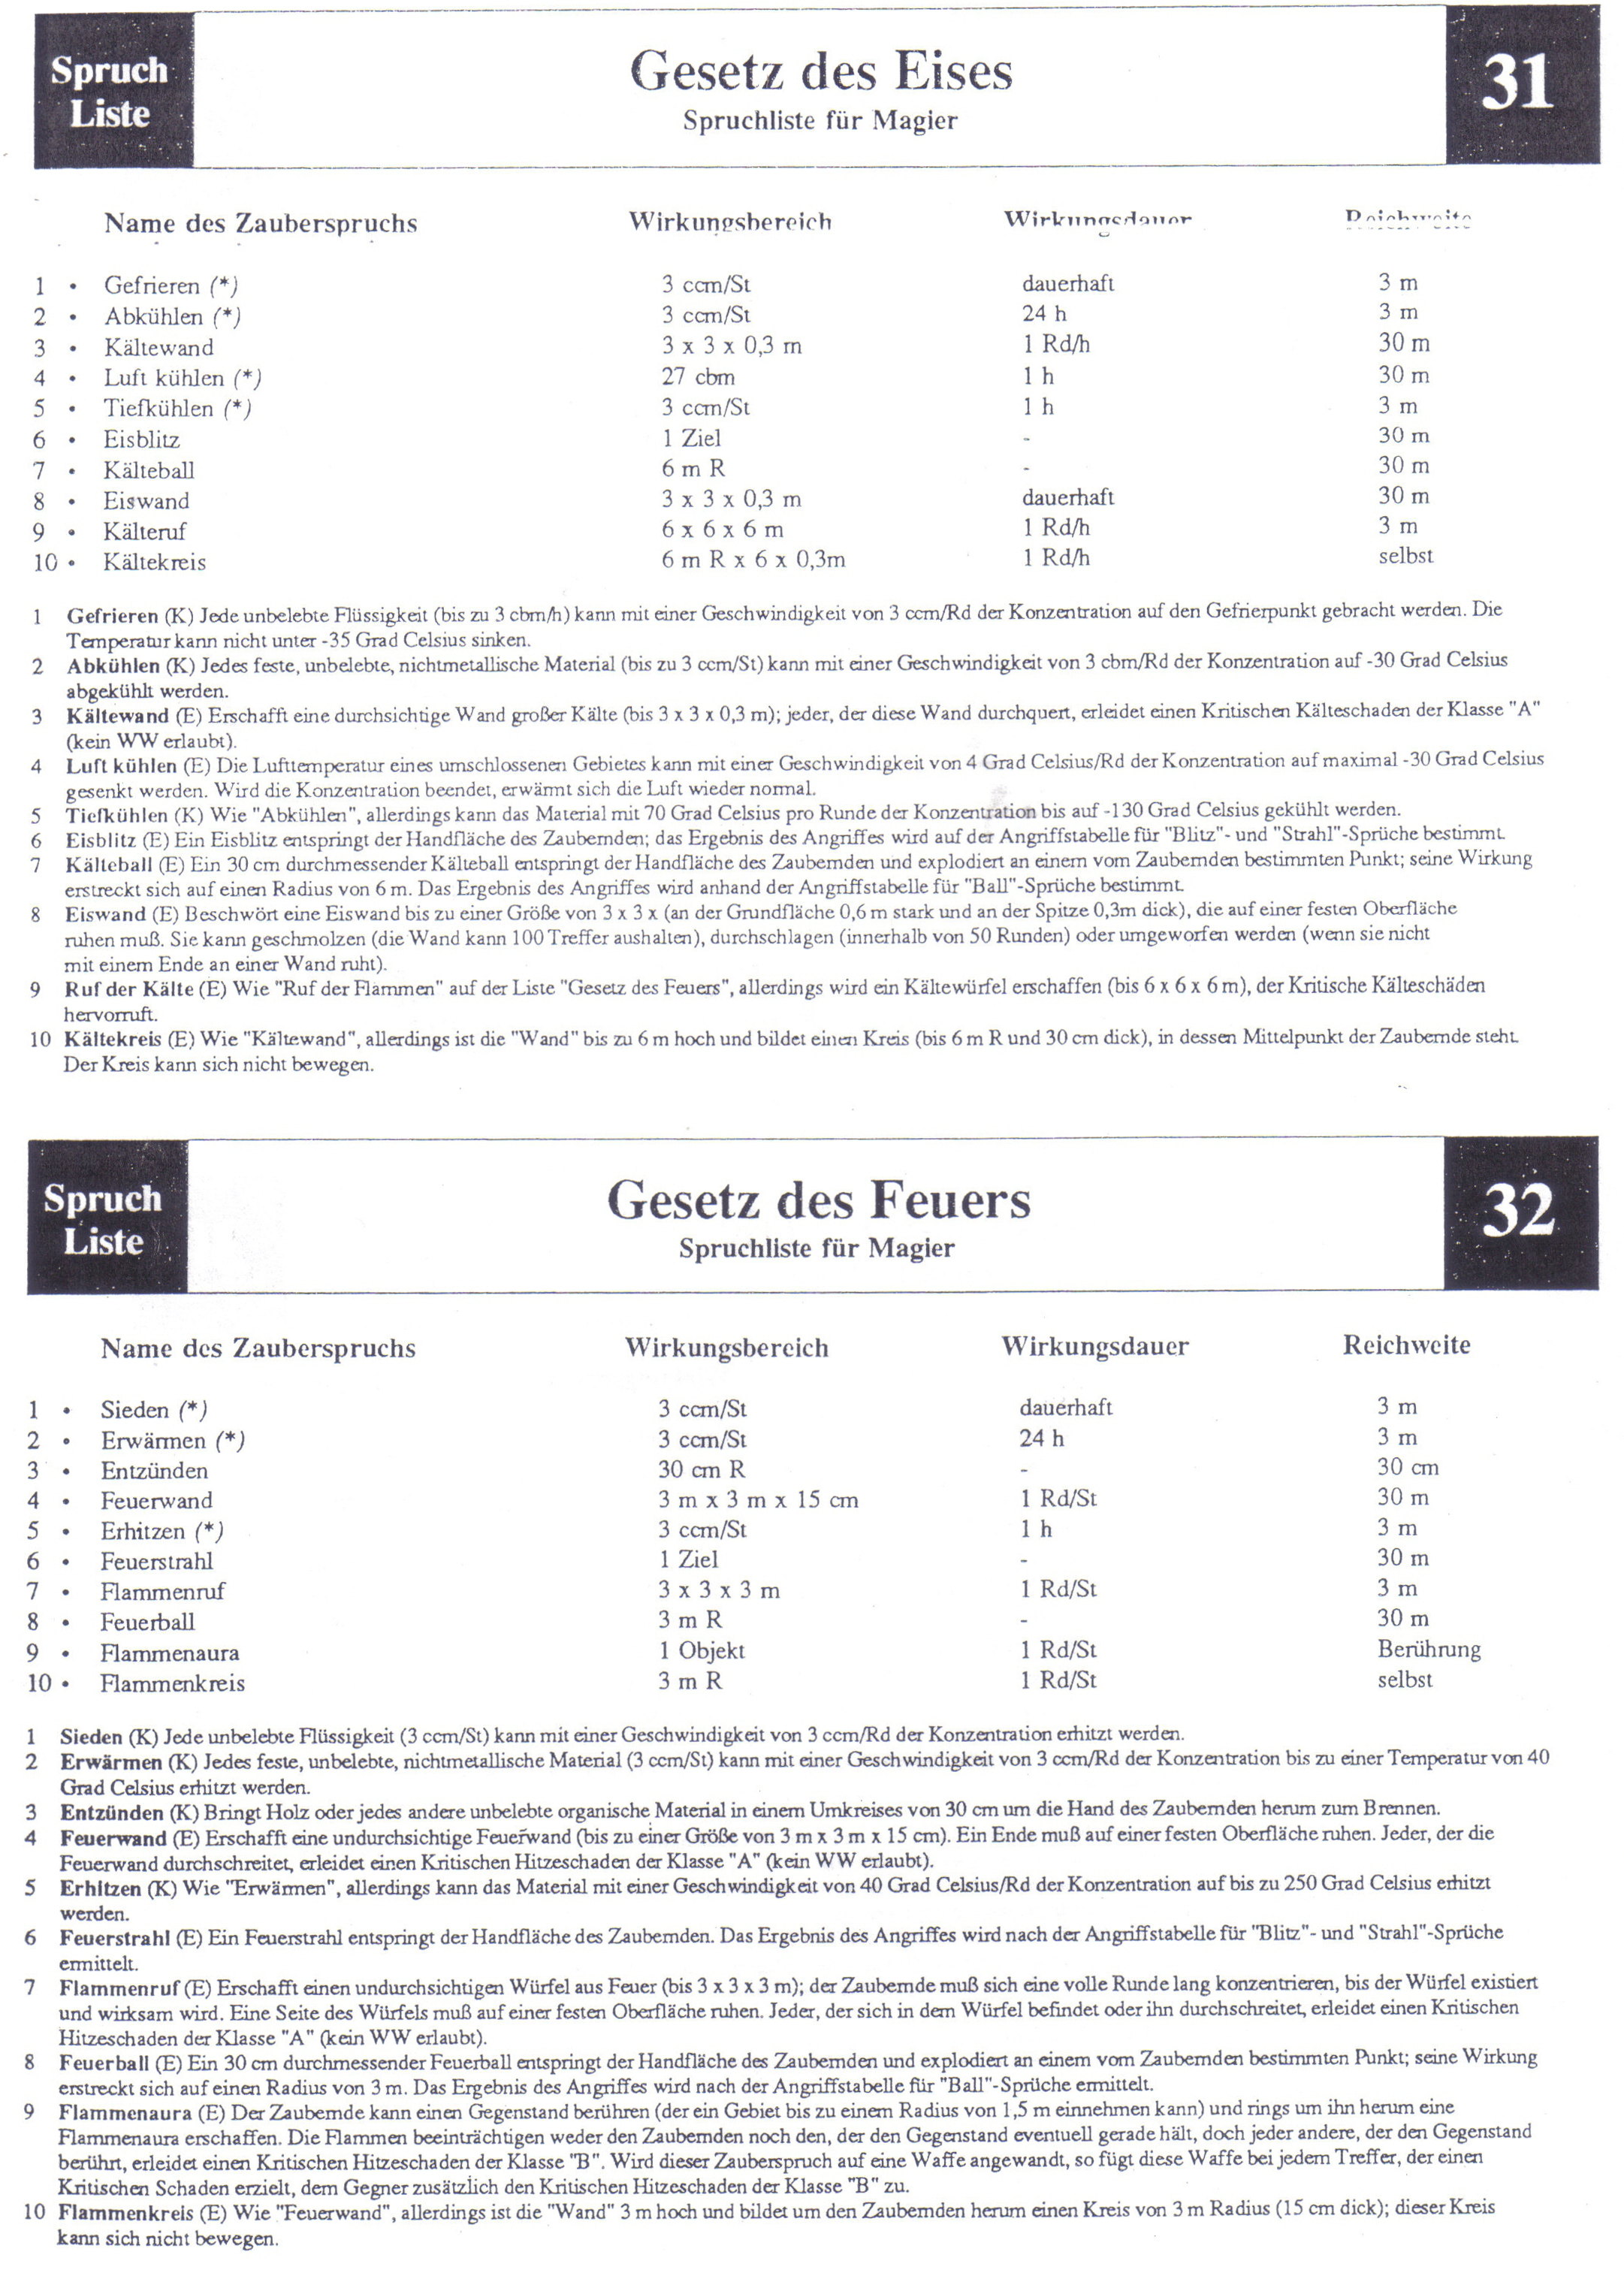 Spruch Liste
Gesetz des Eises
Spruchliste für Magier
31
Name des Zauberspruchs Wirkungsbereich Wirkungsdauer Reichweite
1 • Gefrieren (*) 3 ccm/St dauerhaft 3 m
2 • Abkühlen (*) 3 ccm/St 24 h 3 m
3 • Kältewand 3 x 3 x 0,3 m 1 Rd/h 30 m
4 • Luft kühlen (*) 27 cbm 1 h 30 m
5 • Tiefkühlen (*) 3 ccm/St 1 h 3 m
6 • Eisblitz 1 Ziel - 30 m
7 • Kälteball 6 m R - 30 m
8 • Eiswand 3 x 3 x 0,3 m dauerhaft 30 m
9 • Kälteruf 6 x 6 x 6 m 1 Rd/h 3 m
10 • Kältekreis 6 m R x 6 x 0,3m 1 Rd/h selbst
1 Gefrieren (K) Jede unbelebte Flüssigkeit (bis zu 3 cbm/h) kann mit einer Geschwindigkeit von 3 ccm/Rd der Konzentration auf den Gefrierpunkt gebracht werden. Die
Temperatur kann nicht unter -35 Grad Celsius sinken.
2 Abkühlen (K) Jedes feste, unbelebte, nichtmetallische Material (bis zu 3 ccm/St) kann mit einer Geschwindigkeit von 3 cbm/Rd der Konzentration auf -30 Grad Celsius
abgekühlt werden.
3 Kältewand (E) Erschafft eine durchsichtige Wand großer Kälte (bis 3 x 3 x 0,3 m); jeder, der diese Wand durchquert, erleidet einen Kritischen Kälteschaden der Klasse "A"
(kein WW erlaubt).
4 Luft kühlen (E) Die Lufttemperatur eines umschlossenen Gebietes kann mit einer Geschwindigkeit von 4 Grad Celsius/Rd der Konzentration auf maximal -30 Grad Celsius
gesenkt werden. Wird die Konzentration beendet, erwärmt sich die Luft wieder normal.
5 Tiefkühlen (K) Wie "Abkühlen", allerdings kann das Material mit 70 Grad Celsius pro Runde der Konzentration bis auf -130 Grad Celsius gekühlt werden.
6 Eisblitz (E) Ein Eisblitz entspringt der Handfläche des Zaubernden; das Ergebnis des Angriffes wird auf der Angriffstabelle für "Blitz"- und "Strahl"-Sprüche bestimmt.
7 Kälteball (E) Ein 30 cm durchmessender Kälteball entspringt der Handfläche des Zaubernden und explodiert an einem vom Zaubernden bestimmten Punkt; seine Wirkung
erstreckt sich auf einen Radius von 6 m. Das Ergebnis des Angriffes wird anhand der Angriffstabelle für "Ball"-Sprüche bestimmt.
8 Eiswand (E) Beschwört eine Eiswand bis zu einer Größe von 3 x 3 x (an der Grundfläche 0,6 m stark und an der Spitze 0,3m dick), die auf einer festen Oberfläche
ruhen muß. Sie kann geschmolzen (die Wand kann 100 Treffer aushalten), durchschlagen (innerhalb von 50 Runden) oder umgeworfen werden (wenn sie nicht
mit einem Ende an einer Wand ruht).
9 Ruf der Kälte (E) Wie "Ruf der Flammen" auf der Liste "Gesetz des Feuers", allerdings wird ein Kältewürfel erschaffen (bis 6 x 6 x 6 m), der Kritische Kälteschäden
hervorruft.
10 Kältekreis (E) Wie "Kältewand", allerdings ist die "Wand" bis zu 6 m hoch und bildet einen Kreis (bis 6 m R und 30 cm dick), in dessen Mittelpunkt der Zaubernde steht.
Der Kreis kann sich nicht bewegen.
Spruch Liste
Gesetz des Feuers
Spruchliste für Magier
32
Name des Zauberspruchs Wirkungsbereich Wirkungsdauer Reichweite
1 • Sieden (*) 3 ccm/St dauerhaft 3 m
2 • Erwärmen (*) 3 ccm/St 24 h 3 m
3 • Entzünden 30 cm R - 30 cm
4 • Feuerwand 3 m x 3 m x 15 cm 1 Rd/St 30 m
5 • Erhitzen (*) 3 ccm/St 1 h 3 m
6 • Feuerstrahl 1 Ziel - 30 m
7 • Flammenruf 3 x 3 x 3 m 1 Rd/St 3 m
8 • Feuerball 3 m R - 30 m
9 • Flammenaura 1 Objekt 1 Rd/St Berührung
10 • Flammenkreis 3 m R 1 Rd/St selbst
1 Sieden (K) Jede unbelebte Flüssigkeit (3 ccm/St) kann mit einer Geschwindigkeit von 3 ccm/Rd der Konzentration erhitzt werden.
2 Erwärmen (K) Jedes feste, unbelebte, nichtmetallische Material (3 ccm/St) kann mit einer Geschwindigkeit von 3 ccm/Rd der Konzentration bis zu einer Temperatur von 40
Grad Celsius erhitzt werden.
3 Entzünden (K) Bringt Holz oder jedes andere unbelebte organische Material in einem Umkreises von 30 cm um die Hand des Zaubernden herum zum Brennen.
4 Feuerwand (E) Erschafft eine undurchsichtige Feuerwand (bis zu einer Größe von 3 m x 3 m x 15 cm). Ein Ende muß auf einer festen Oberfläche ruhen. Jeder, der die
Feuerwand durchschreitet, erleidet einen Kritischen Hitzeschaden der Klasse "A" (kein WW erlaubt).
5 Erhitzen (K) Wie "Erwärmen", allerdings kann das Material mit einer Geschwindigkeit von 40 Grad Celsius/Rd der Konzentration auf bis zu 250 Grad Celsius erhitzt
werden.
6 Feuerstrahl (E) Ein Feuerstrahl entspringt der Handfläche des Zaubernden. Das Ergebnis des Angriffes wird nach der Angriffstabelle für "Blitz"- und "Strahl"-Sprüche
ermittelt.
7 Flammenruf (E) Erschafft einen undurchsichtigen Würfel aus Feuer (bis 3 x 3 x 3 m); der Zaubernde muß sich eine volle Runde lang konzentrieren, bis der Würfel existiert
und wirksam wird. Eine Seite des Würfels muß auf einer festen Oberfläche ruhen. Jeder, der sich in dem Würfel befindet oder ihn durchschreitet, erleidet einen Kritischen
Hitzeschaden der Klasse "A" (kein WW erlaubt).
8 Feuerball (E) Ein 30 cm durchmessender Feuerball entspringt der Handfläche des Zaubernden und explodiert an einem vom Zaubernden bestimmten Punkt; seine Wirkung
erstreckt sich auf einen Radius von 3 m. Das Ergebnis des Angriffes wird nach der Angriffstabelle für "Ball"-Sprüche ermittelt.
9 Flammenaura (E) Der Zaubernde kann einen Gegenstand berühren (der ein Gebiet bis zu einem Radius von 1,5 m einnehmen kann) und rings um ihn herum eine
Flammenaura erschaffen. Die Flammen beeinträchtigen weder den Zaubernden noch den, der den Gegenstand eventuell gerade hält, doch jeder andere, der den Gegenstand
berührt, erleidet einen Kritischen Hitzeschaden der Klasse "B". Wird dieser Zauberspruch auf eine Waffe angewandt, so fügt diese Waffe bei jedem Treffer, der einen
Kritischen Schaden erzielt, dem Gegner zusätzlich den Kritischen Hitzeschaden der Klasse "B" zu.
10 Flammenkreis (E) Wie "Feuerwand", allerdings ist die "Wand" 3 m hoch und bildet um den Zaubernden herum einen Kreis von 3 m Radius (15 cm dick); dieser Kreis
kann sich nicht bewegen.